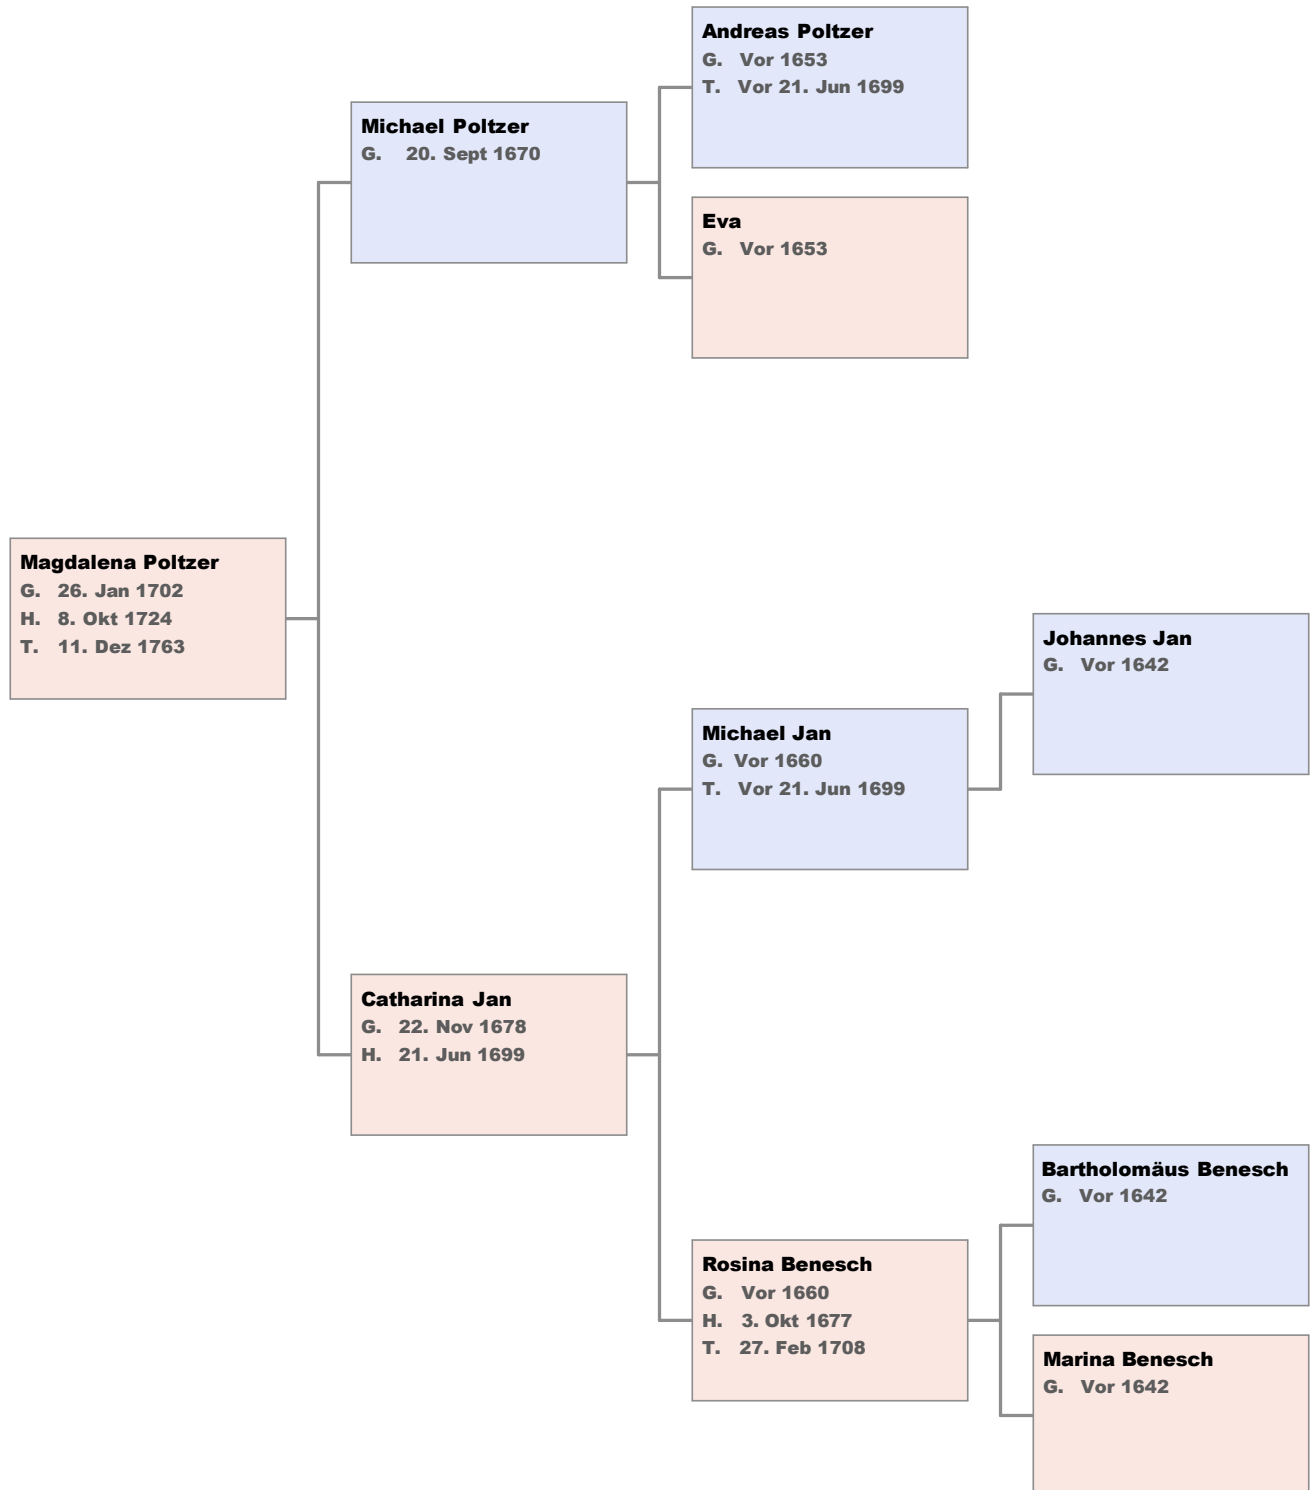 Andreas Poltzer
G. Vor 1653
T. Vor 21. Jun 1699
Michael Poltzer
G. 20. Sept 1670
Eva
G. Vor 1653
Magdalena Poltzer
G. 26. Jan 1702
H. 8. Okt 1724
T. 11. Dez 1763
Johannes Jan
G. Vor 1642
Michael Jan
G. Vor 1660
T. Vor 21. Jun 1699
Catharina Jan
G. 22. Nov 1678
H. 21. Jun 1699
Bartholomäus Benesch
G. Vor 1642
Rosina Benesch
G. Vor 1660
H. 3. Okt 1677
T. 27. Feb 1708
Marina Benesch
G. Vor 1642